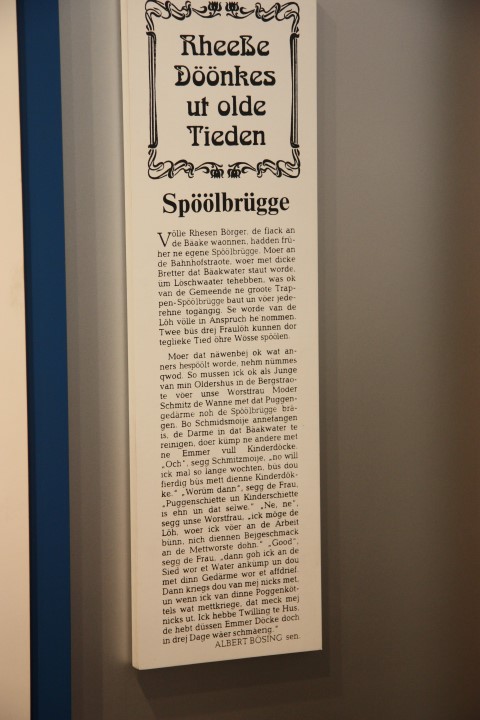 Rheeße
Döönkes
ut olde
Tieden
Spöölbrügge
Völle Rhesen Börger, de flack an
de Bäake waonnen, hadden frü-
her ne egene Spöölbrügge. Moer an
de Bahnhofstraote, woer met dicke
Bretter dat Bäakwater staut worde,
üm Löschwaater tehebben, was ok
van de Gemeende ne groote Trap-
pen-Spöölbrügge baut un vöer jede-
rehne togängig. Se worde van de
Löh völle in Anspruch he'nommen.
Twee büs drej Fraulöh kunnen dor
teglieke Tied öhre Wösse spöölen.
Moer dat näwenbej ok wat an-
ners hespöölt worde, nehm nümmes
qwod. So mussen ick ok als Junge
van min Oldershus in de Bergstrao-
te vöer unse Worstfrau Moder
Schmitz de Wanne met dat Puggen-
gedärme noh de Spöölbrügge brä-
gen. Bo Schmidsmoije annefangen
is, de Darme in dat Bäakwater te
reinigen, doer kümp ne andere met
ne Emmer vull Kinderdöcke.
„Och“, segg Schmitzmoije, „no will
ick mal so lange wochten, büs dou
fierdig büs mett dienne Kinderdök-
ke.“ „Worüm dann“, segg de Frau,
„Puggenschiette un Kinderschiette
is ehn un dat selwe.“ „Ne, ne“,
segg unse Worstfrau, „ick möge de
Löh, woer ick vöer an de Arbeit
bünn, nich diennen Bejgeschmack
an de Mettworste dohn.“ „Good“,
segg de Frau, „dann gob ick an de
Sied wor et Water ankümp un dou
met dinn Gedärme wor et affdrief.
Dann kriegs dou van mej nicks met,
un wenn ick van dinne Poggenköt-
tels wat mettkriege, dat meck mej
nicks ut. Ick hebbe Twilling te Hus,
de hebt düssen Emmer Döcke doch
in drej Dage wäer schmäerig.“
ALBERT BÖSING sen.